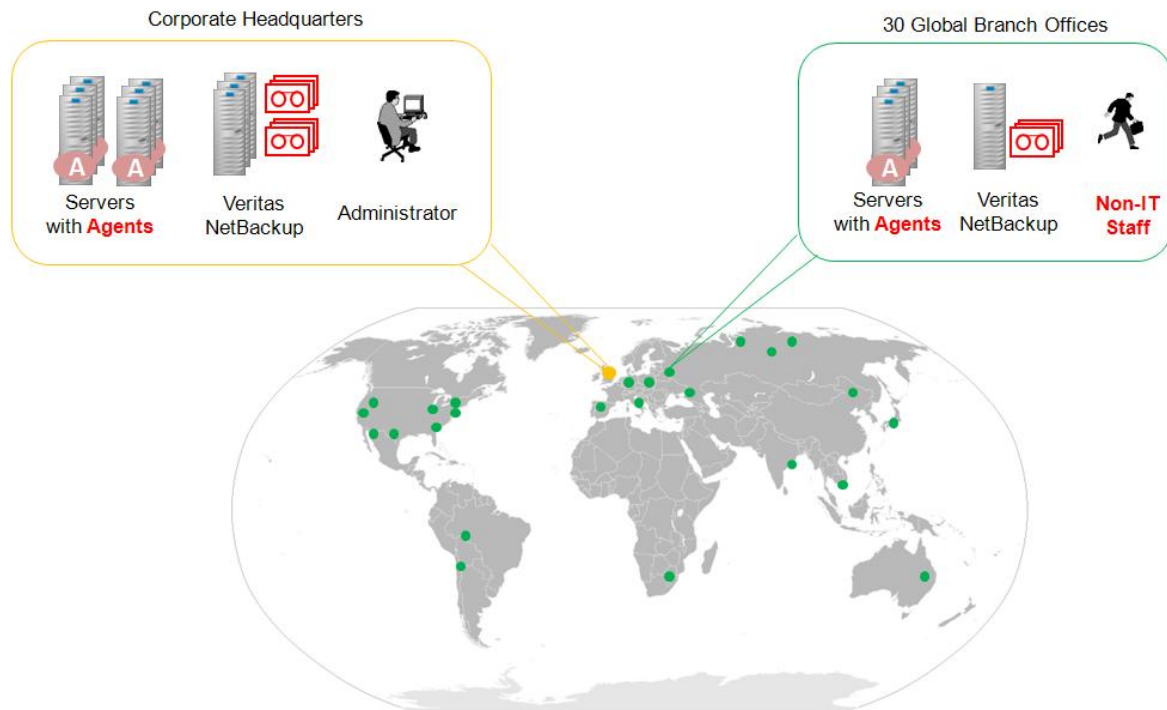 Corporate Headquarters
30 Global Branch Offices
A
A
Servers
with Agents
Veritas
NetBackup
Administrator
A
Servers
with Agents
Veritas
NetBackup
Non-IT
Staff